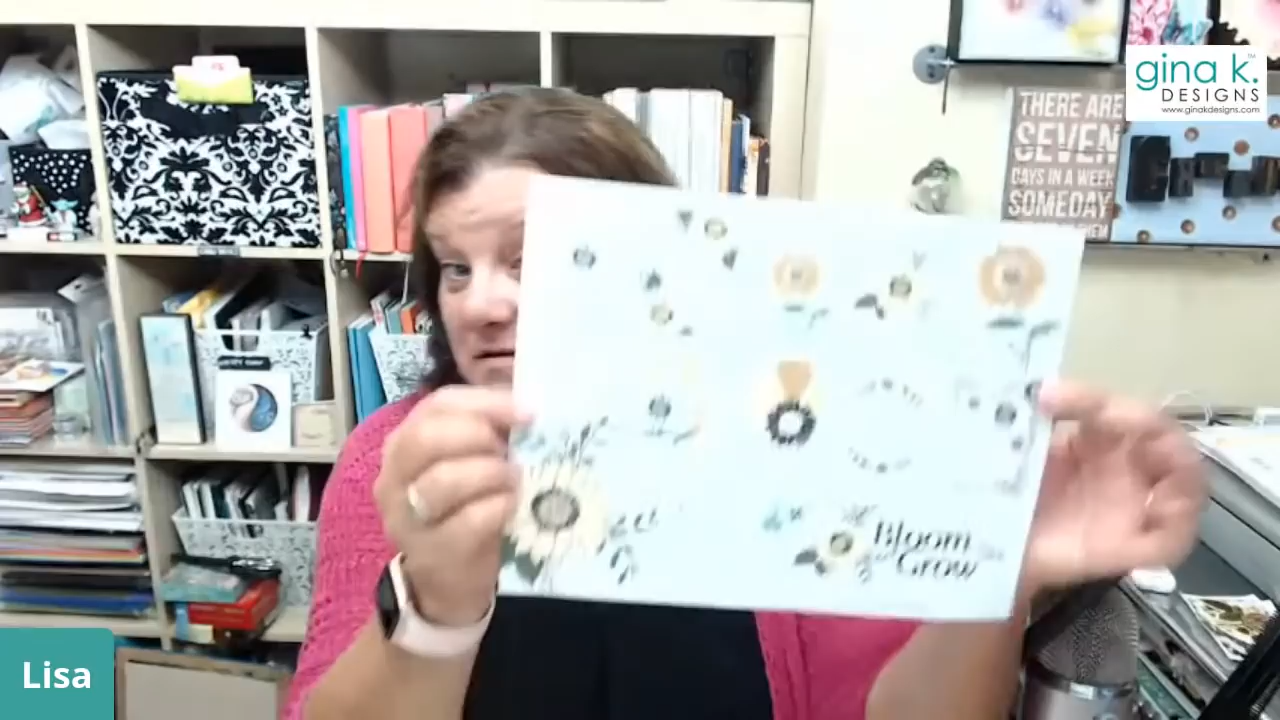 gina k.
DESIGNS
www.ginakdesigns.com
THERE ARE
SEVEN
DAYS IN A WEEK
SOMEDAY
Bloom
Grow
Lisa